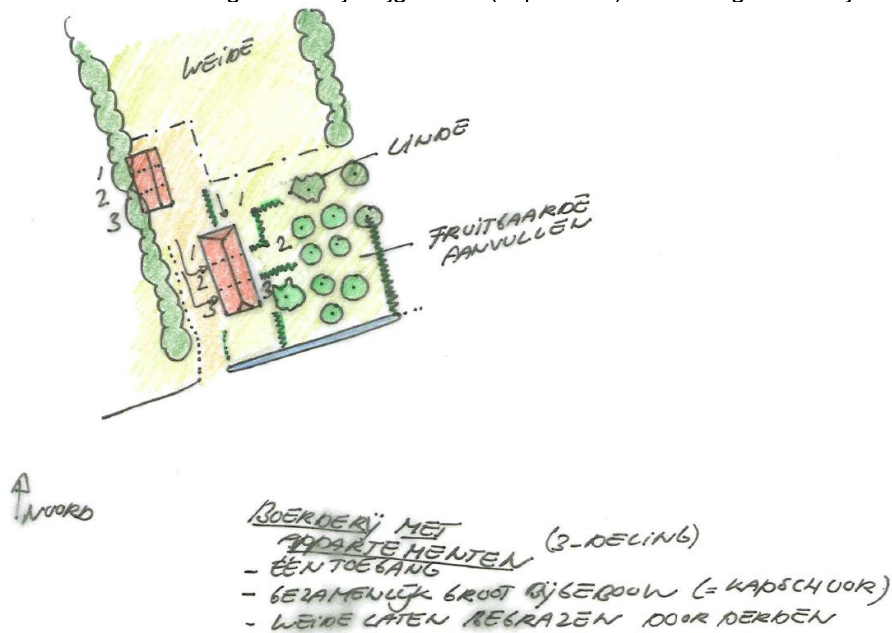 WEIDE
LINDE
1
2
3
1
FRUITGAARDE
AANVULLEN
2
1
2
3
3
NOORD
BOERDERIJ MET
APPARTEMENTEN (3-DELING)
- ÉÉN TOEGANG
- GEZAMENLIJK GROOT BIJGEBOUW (= KAPSCHUUR)
- WEIDE LATEN BEGRAZEN DOOR DERDEN